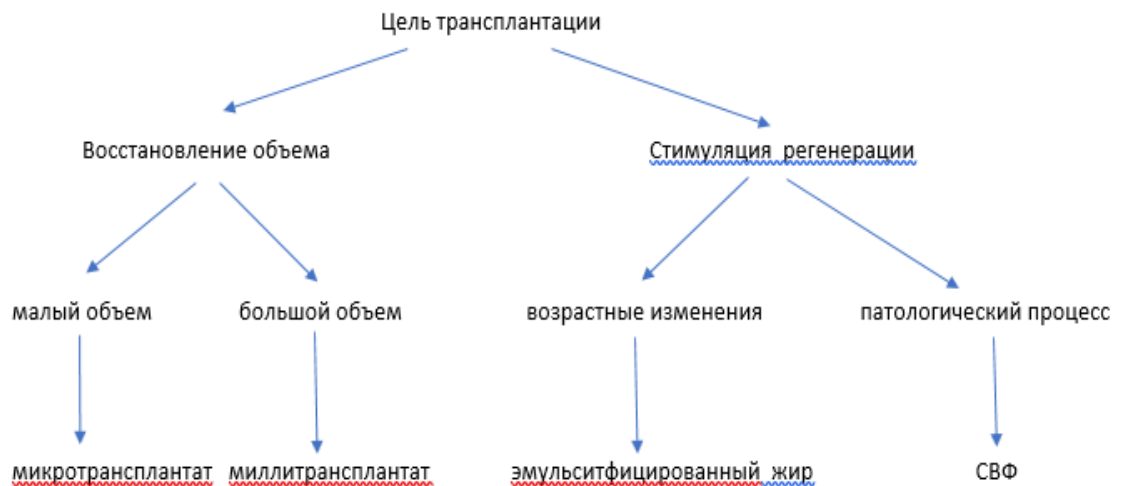 Цель трансплантации
Восстановление объема Стимуляция регенерации
малый объем большой объем возрастные изменения патологический процесс
микротрансплантат миллитрансплантат эмульситфицированный жир СВФ